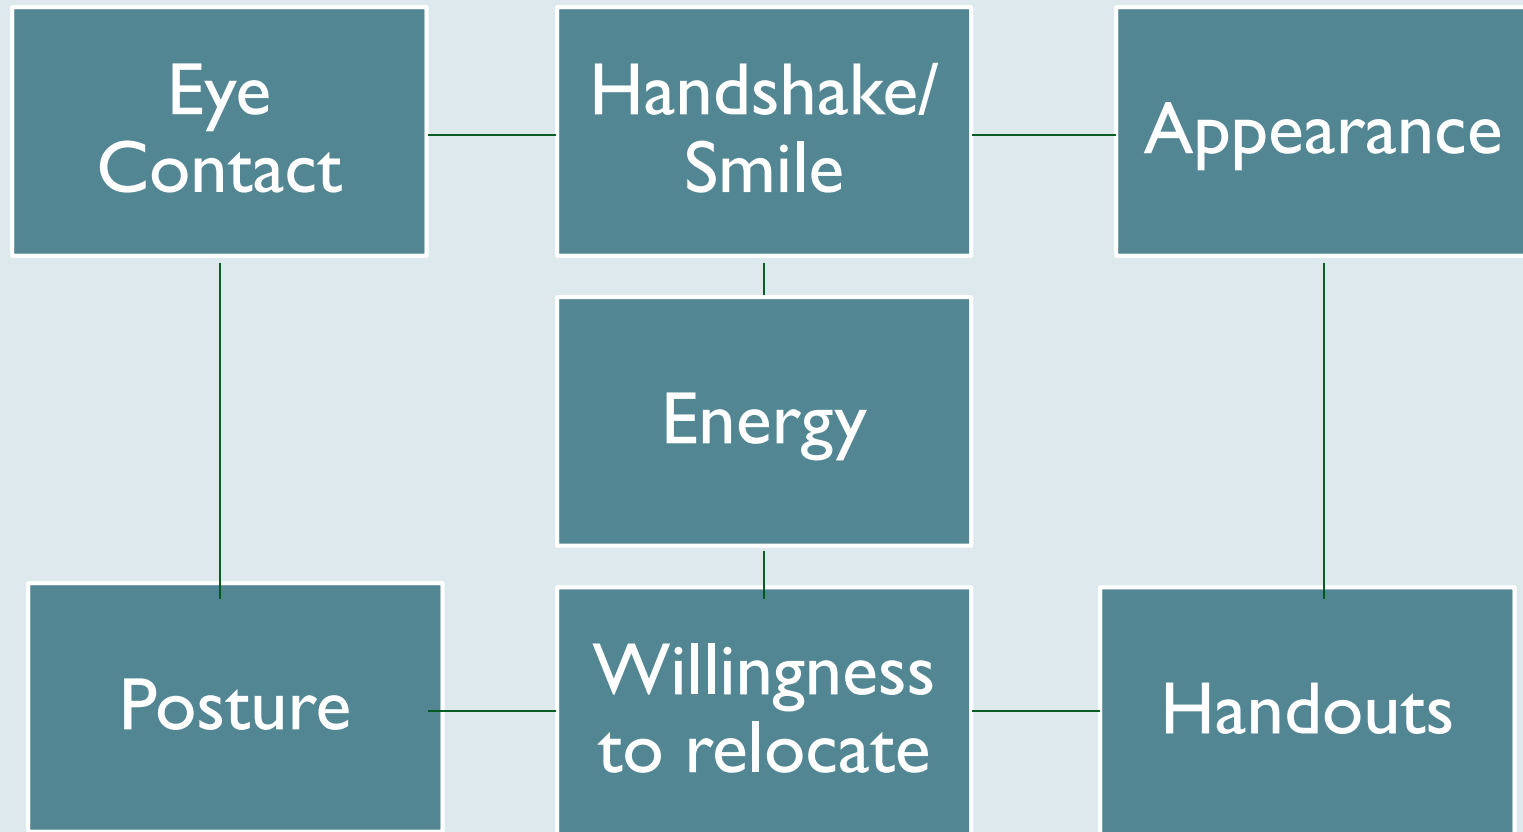 Eye
Contact
Handshake/
Smile
Appearance
Energy
Posture
Willingness
to relocate
Handouts